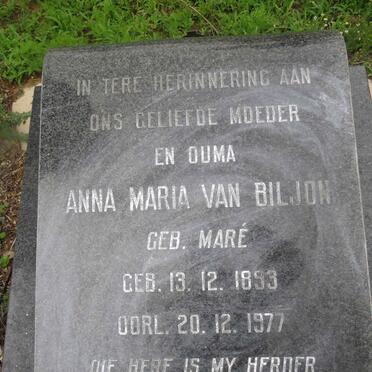 IN TERE HERINNERING AAN
ONS GELIEFDE MOEDER
EN OUMA
ANNA MARIA VAN BILJON
GEB. MARÉ
GEB. 13. 12. 1893
OORL. 20. 12. 1977
DIE HERE IS MY HERDER